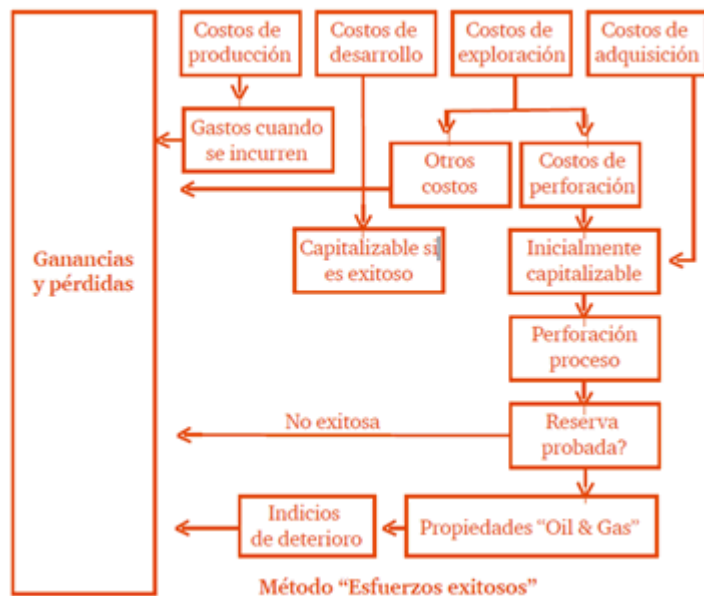 Costos de
producción
Costos de
desarrollo
Costos de
exploración
Costos de
adquisición
Gastos cuando
se incurren
Otros
costos
Costos de
perforación
Ganancias
y pérdidas
Capitalizable si
es exitoso
Inicialmente
capitalizable
Perforación
proceso
No exitosa
Reserva
probada?
Indicios
de deterioro
Propiedades “Oil & Gas”
Método “Esfuerzos exitosos”